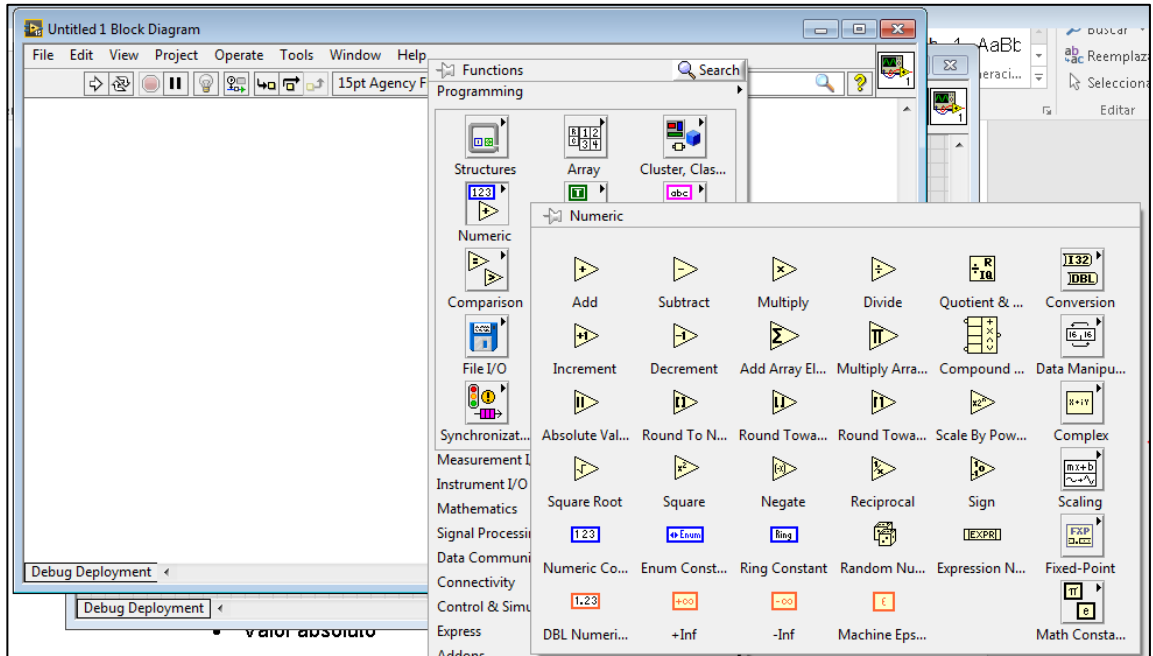 Untitled 1 Block Diagram
File Edit View Project Operate Tools Window Help
15pt Agency F
Functions
Search
Programming
Structures Array Cluster, Clas...
Numeric
Comparison
File I/O
Synchronizat...
Measurement I
Instrument I/O
Mathematics
Signal Processi
Data Communi
Connectivity
Control & Simu
Express
Addons
Numeric
Add Subtract Multiply Divide Quotient & ... Conversion
Increment Decrement Add Array El... Multiply Arra... Compound ... Data Manipu...
Absolute Val... Round To N... Round Towa... Round Towa... Scale By Pow... Complex
Square Root Square Negate Reciprocal Sign Scaling
Numeric Co... Enum Const... Ring Constant Random Nu... Expression N... Fixed-Point
DBL Numeri... +Inf -Inf Machine Eps... Math Consta...
Debug Deployment
Debug Deployment
Valor absoluto
Buscar
AaBb
Reemplaza
eraci...
Selecciona
Editar